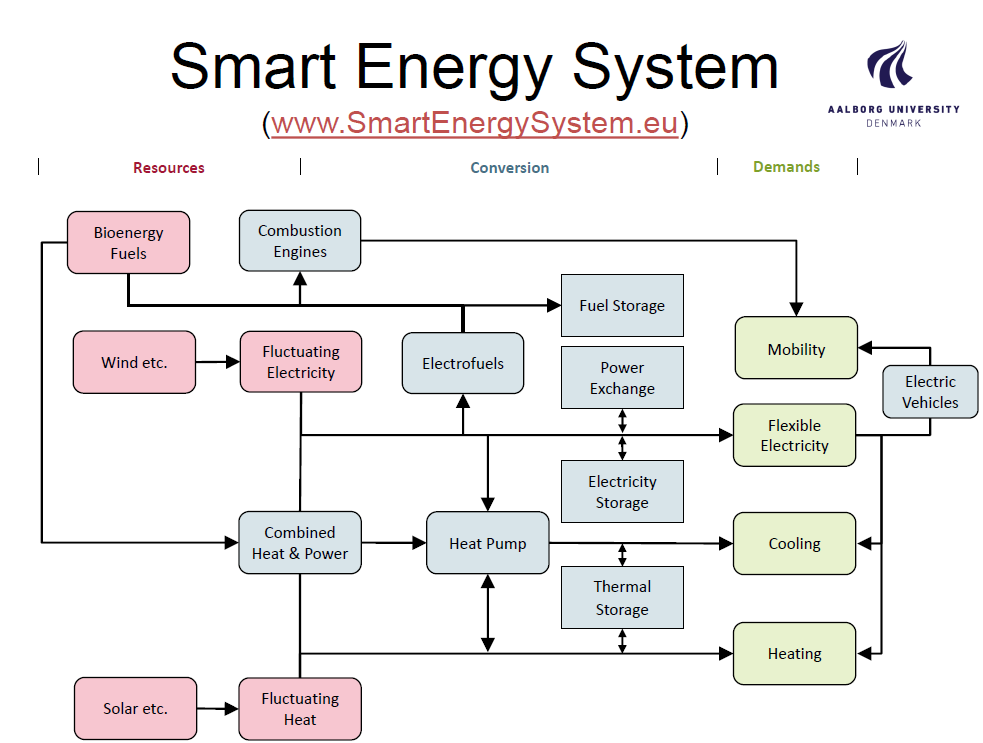 Smart Energy System
(www.SmartEnergySystem.eu)
AALBORG UNIVERSITY
DENMARK
Resources
Conversion
Demands
Bioenergy
Fuels
Combustion
Engines
Fuel Storage
Wind etc.
Fluctuating
Electricity
Electrofuels
Power
Exchange
Mobility
Electric
Vehicles
Flexible
Electricity
Electricity
Storage
Combined
Heat & Power
Heat Pump
Cooling
Thermal
Storage
Heating
Solar etc.
Fluctuating
Heat